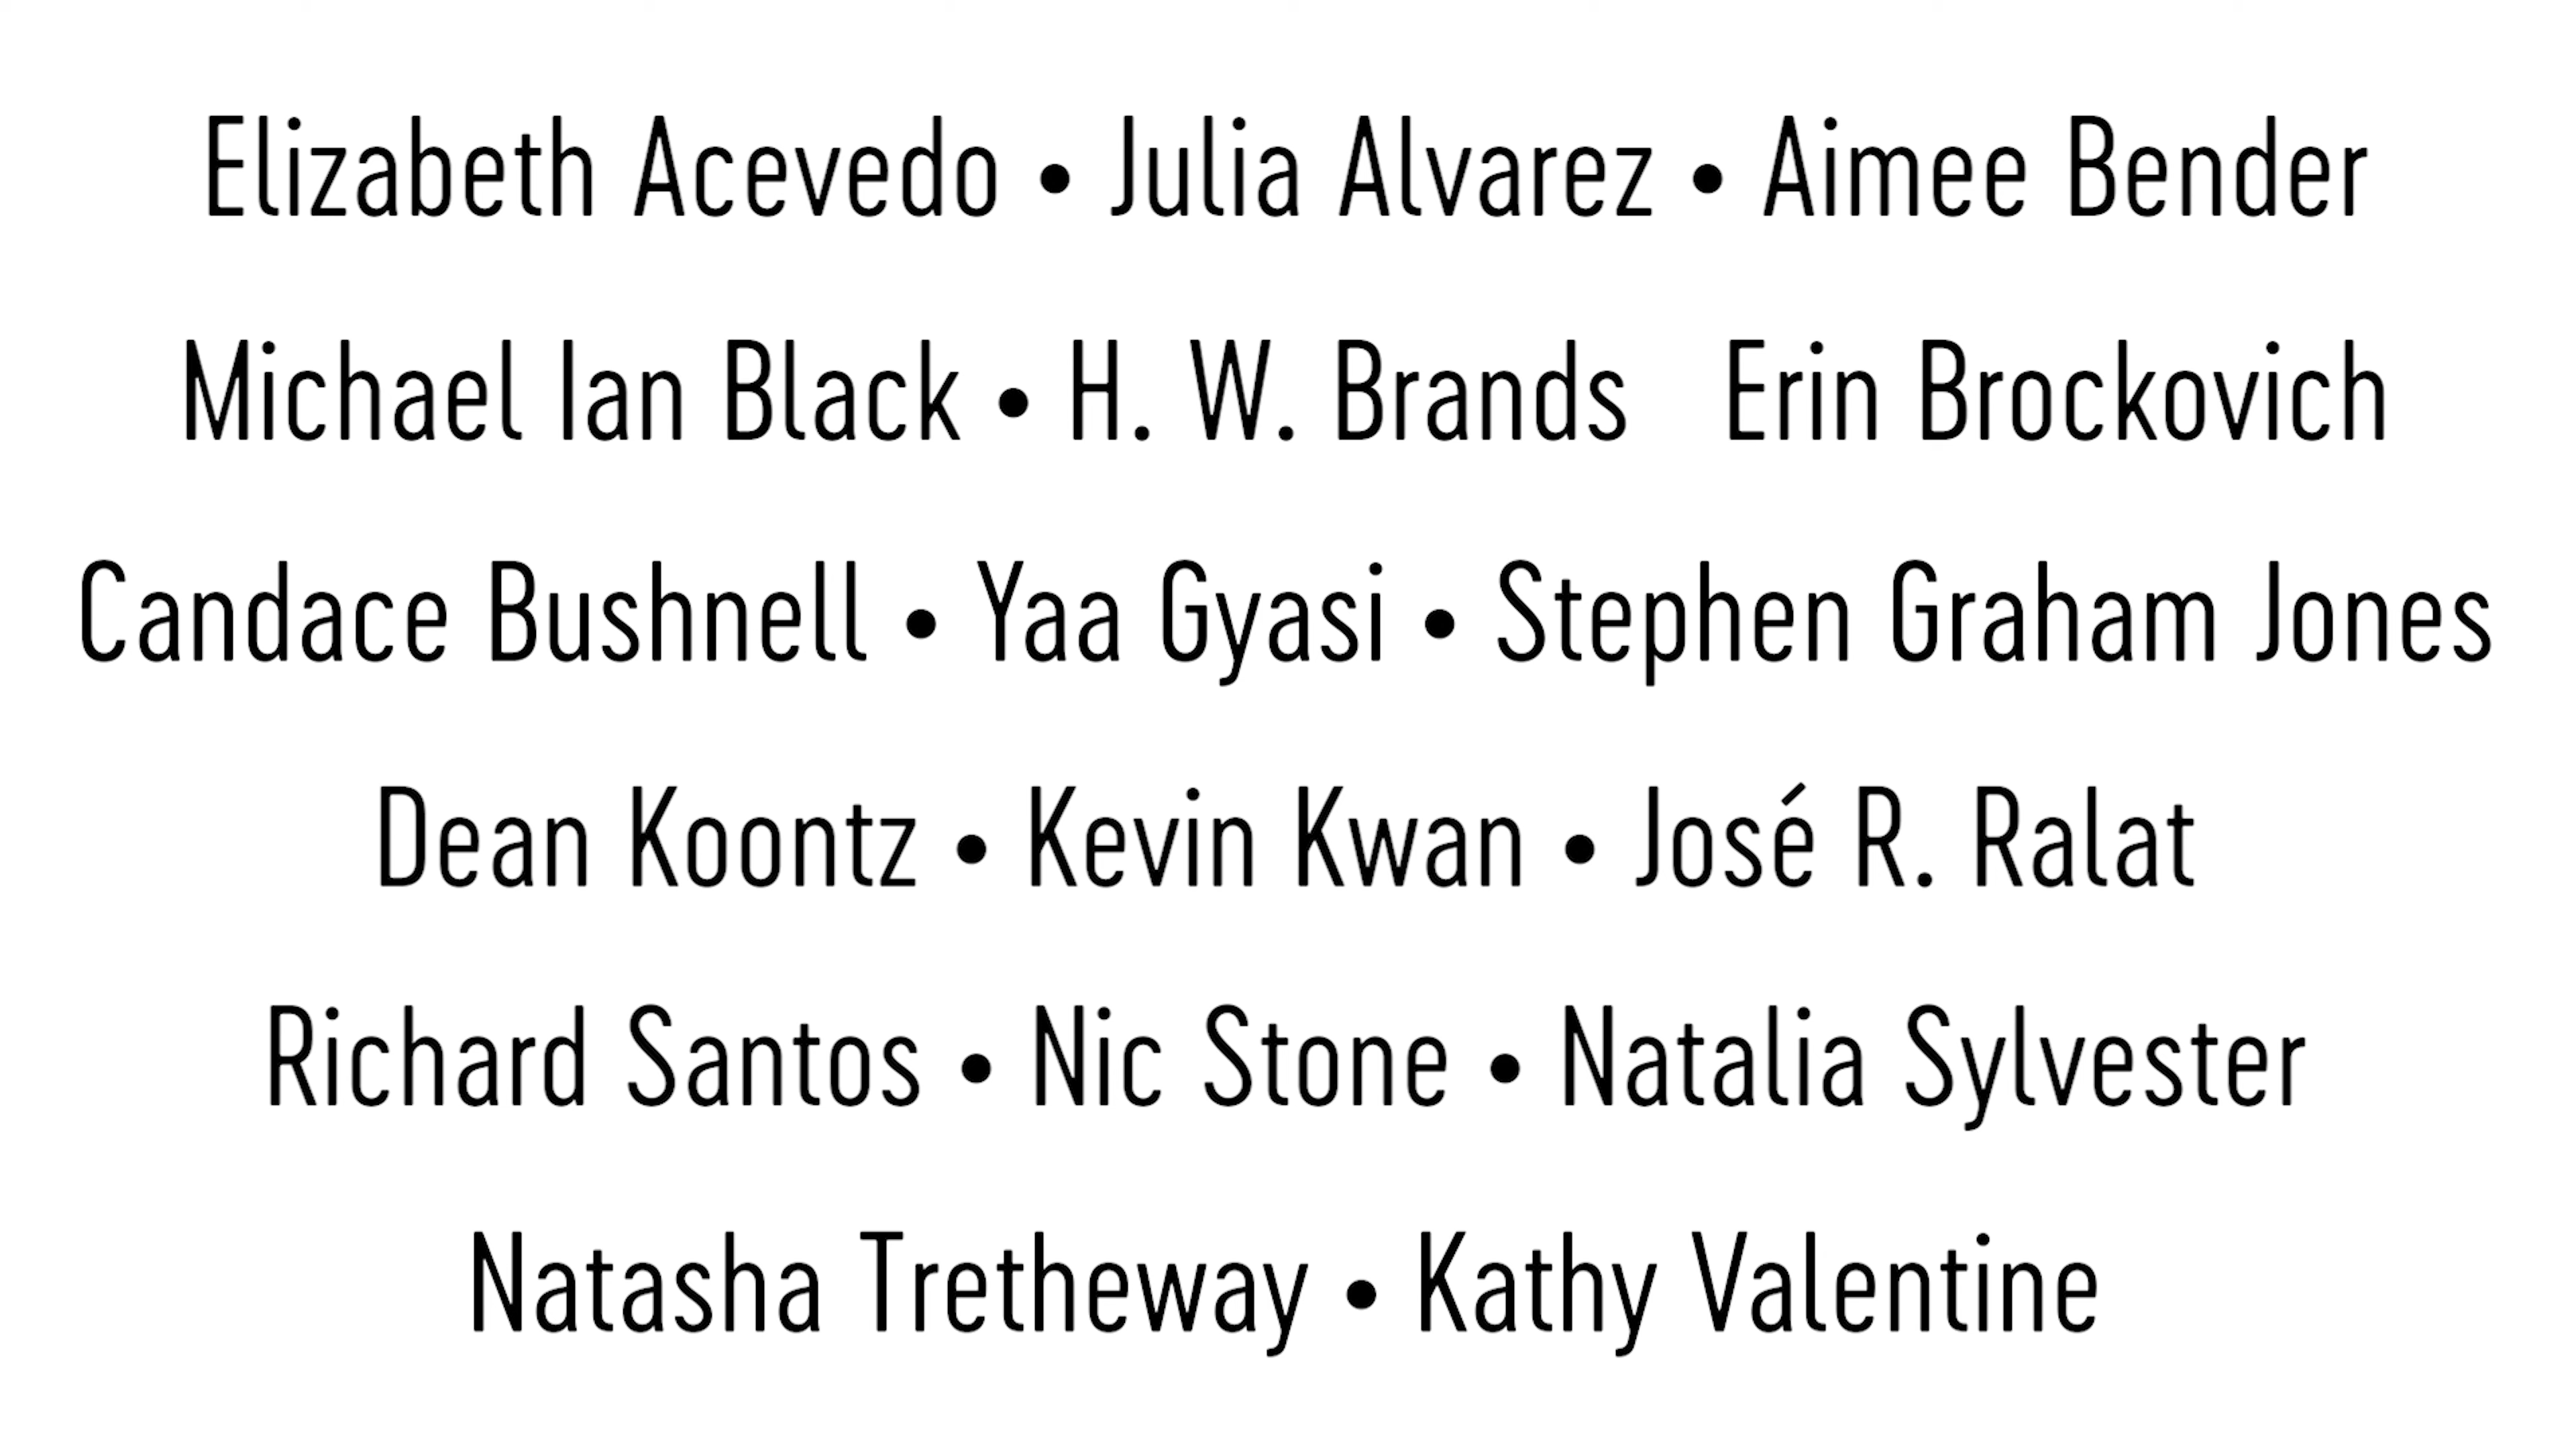 Elizabeth Acevedo • Julia Alvarez • Aimee Bender
Michael Ian Black • H. W. Brands Erin Brockovich
Candace Bushnell • Yaa Gyasi • Stephen Graham Jones
Dean Koontz • Kevin Kwan • José R. Ralat
Richard Santos • Nic Stone • Natalia Sylvester
Natasha Tretheway • Kathy Valentine